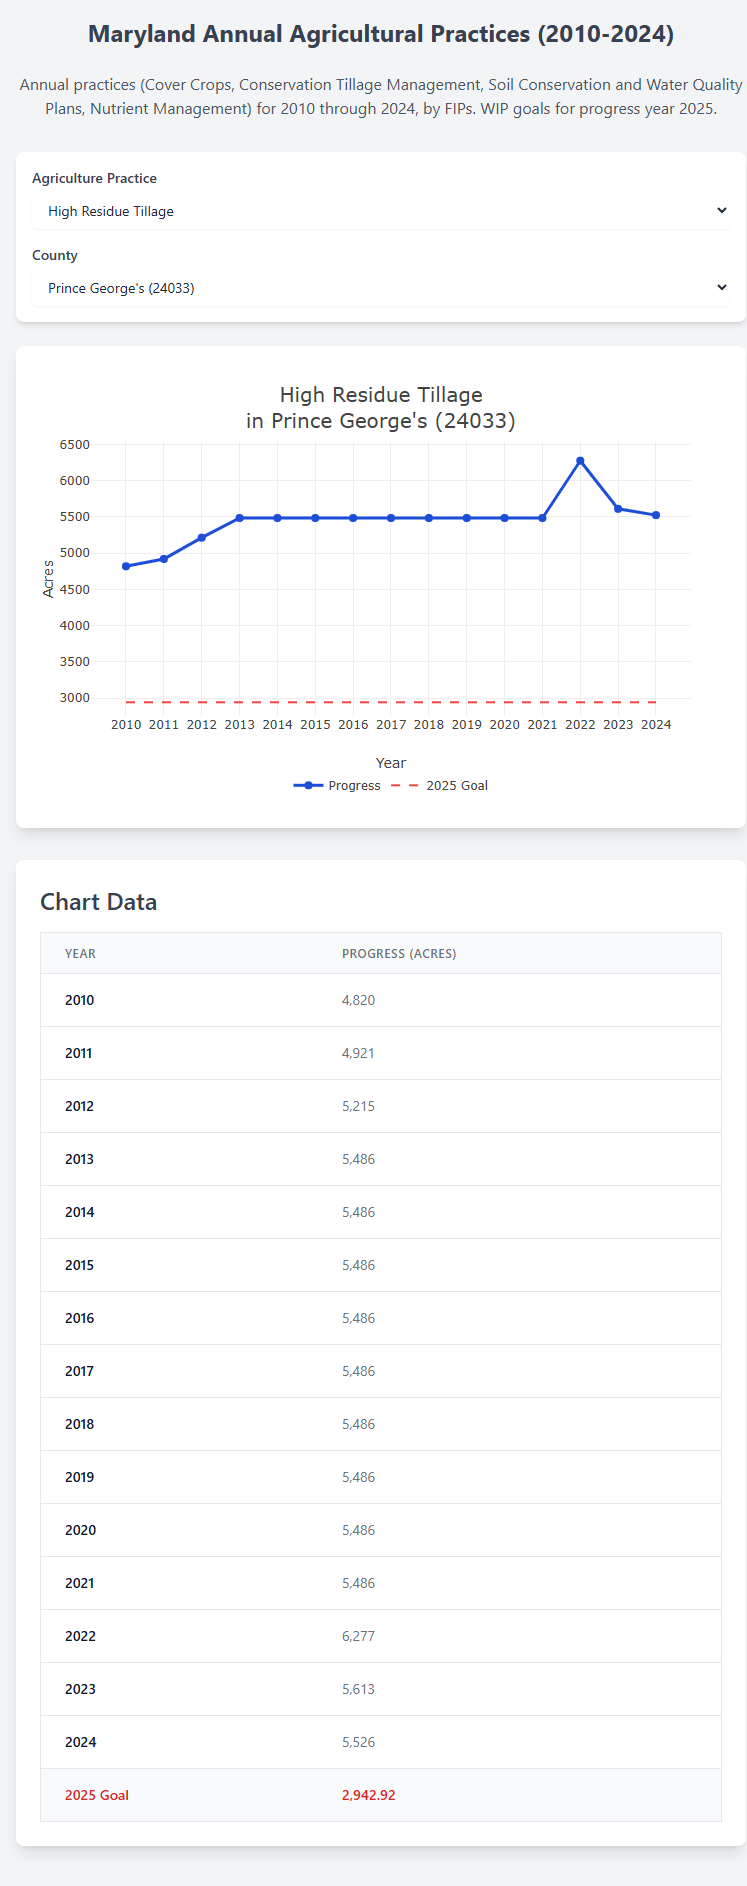 Maryland Annual Agricultural Practices (2010-2024)
Annual practices (Cover Crops, Conservation Tillage Management, Soil Conservation and Water Quality
Plans, Nutrient Management) for 2010 through 2024, by FIPs. WIP goals for progress year 2025.
Agriculture Practice
High Residue Tillage
County
Prince George's (24033)
High Residue Tillage
in Prince George's (24033)
6500
6000
5500
5000
4500
4000
3500
3000
Acres
2010 2011 2012 2013 2014 2015 2016 2017 2018 2019 2020 2021 2022 2023 2024
Year
Progress 2025 Goal
Chart Data
YEAR PROGRESS (ACRES)
2010 4,820
2011 4,921
2012 5,215
2013 5,486
2014 5,486
2015 5,486
2016 5,486
2017 5,486
2018 5,486
2019 5,486
2020 5,486
2021 5,486
2022 6,277
2023 5,613
2024 5,526
2025 Goal 2,942.92